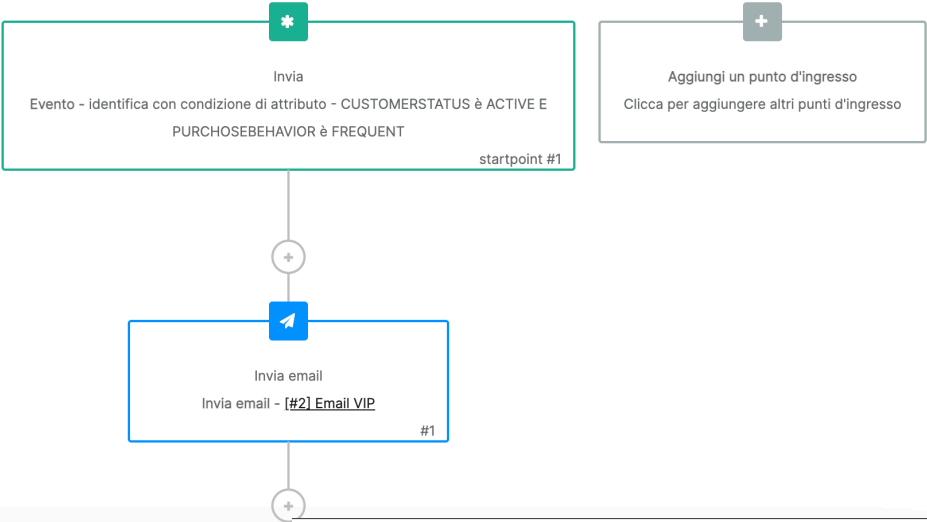 Invia
Evento - identifica con condizione di attributo - CUSTOMERSTATUS è ACTIVE E
PURCHOSEBEHAVIOR è FREQUENT
startpoint #1
Aggiungi un punto d'ingresso
Clicca per aggiungere altri punti d'ingresso
Invia email
Invia email - [#2] Email VIP
#1